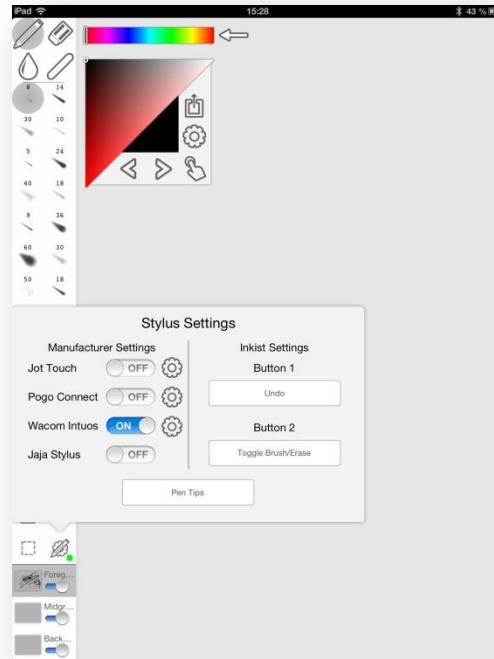 iPad 15:28 43 %
8 14
30 10
5 24
40 18
9 36
60 30
50 18
Stylus Settings
Manufacturer Settings
Jot Touch OFF
Pogo Connect OFF
Wacom Intuos ON
Jaja Stylus OFF
Inkist Settings
Button 1
Undo
Button 2
Toggle Brush/Erase
Pen Tips
Foreg...
Midgr...
Back...